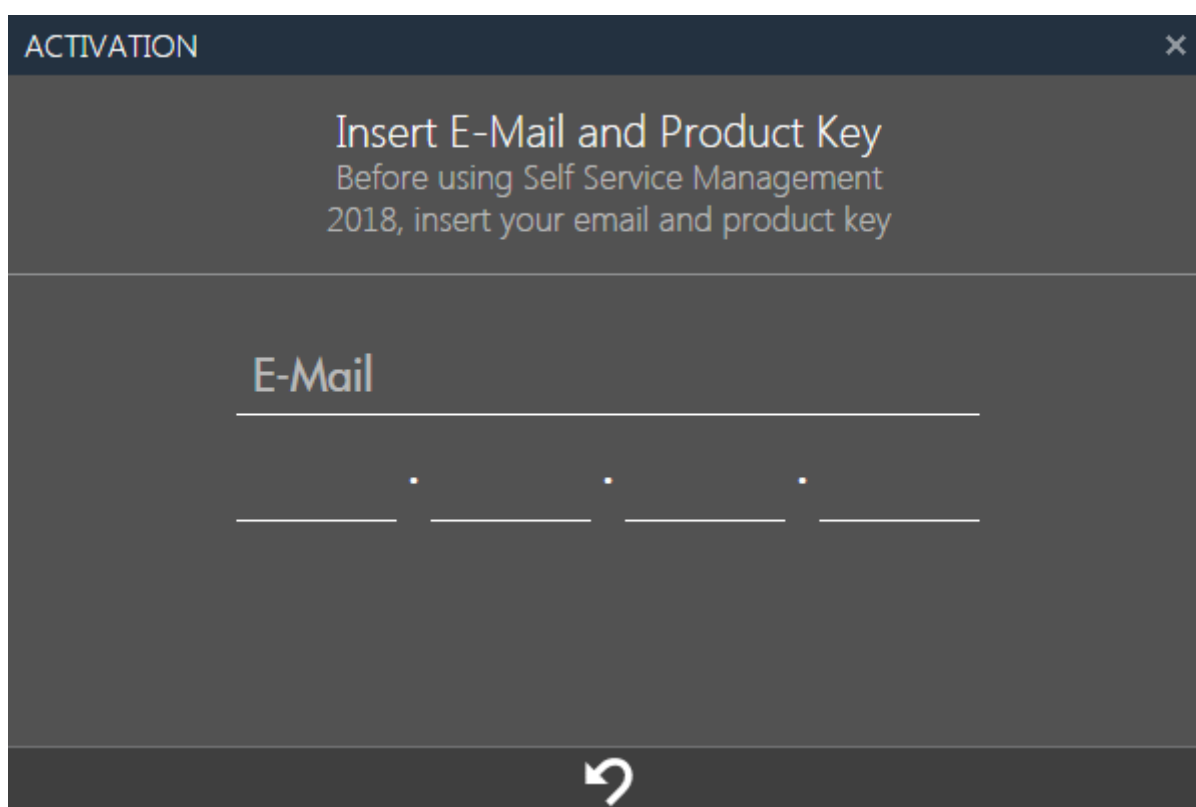 ACTIVATION
Insert E-Mail and Product Key
Before using Self Service Management
2018, insert your email and product key
E-Mail
. . .